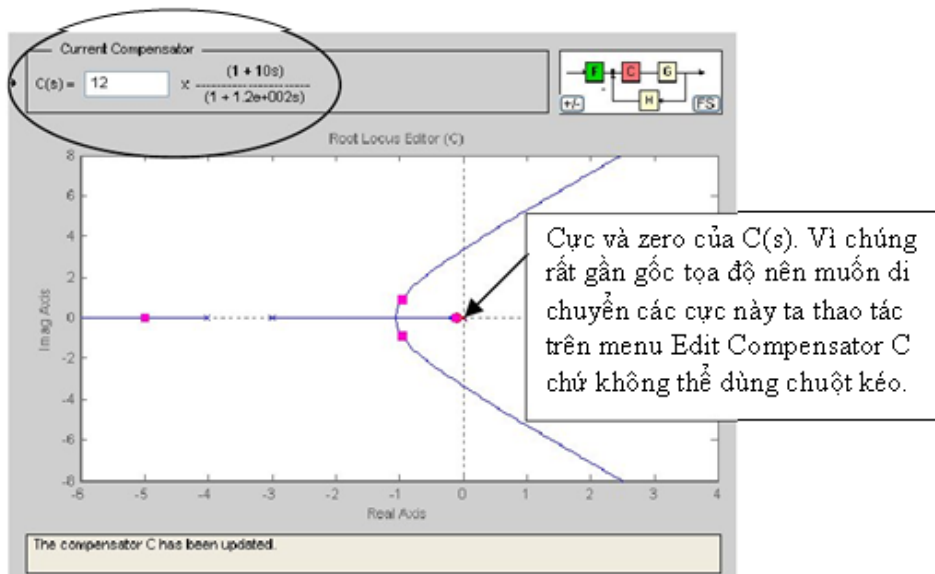 Current Compensator
C(s) = 12 x (1 + 10s)
(1 + 1.2e+002s)
F C G
H
+/- FS
Root Locus Editor (C)
8
6
4
2
0
-2
-4
-6
-8
Imag Axis
-6 -5 -4 -3 -2 -1 0 1 2 3 4
Real Axis
Cực và zero của C(s). Vì chúng
rất gần gốc tọa độ nên muốn di
chuyển các cực này ta thao tác
trên menu Edit Compensator C
chứ không thể dùng chuột kéo.
The compensator C has been updated.